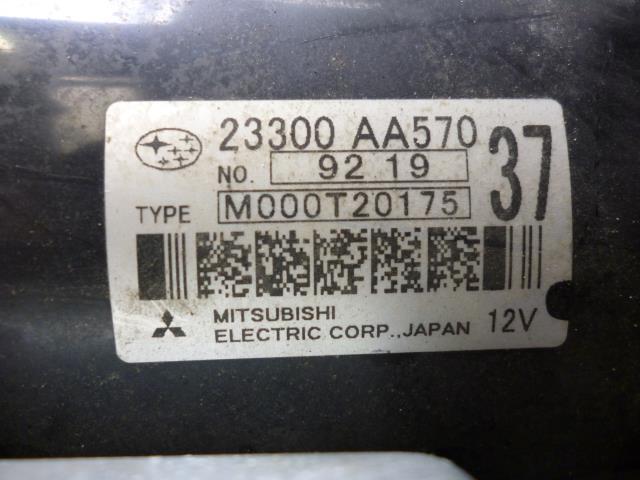 23300 AA570
NO. 92 19
37
TYPE M000T20175
MITSUBISHI
ELECTRIC CORP.,JAPAN 12V